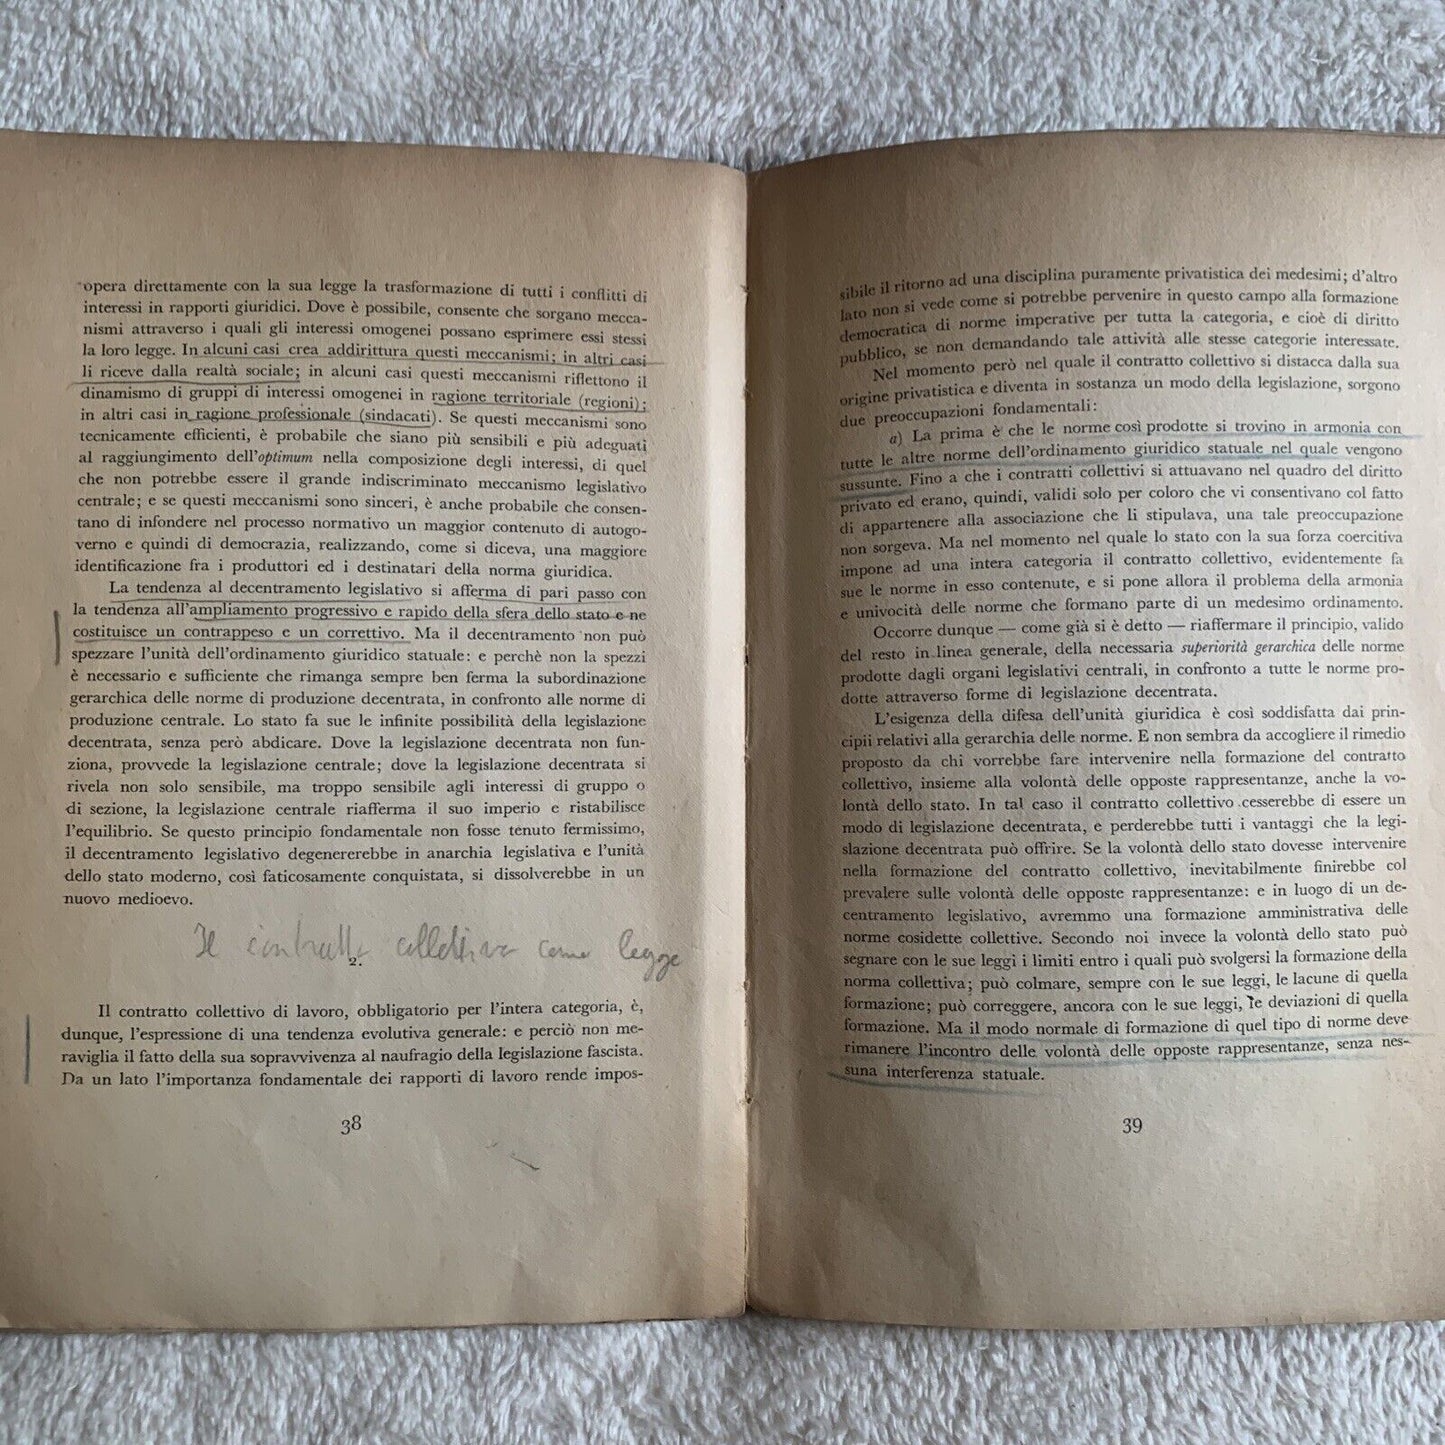 opera direttamente con la sua legge la trasformazione di tutti i conflitti di
interessi in rapporti giuridici. Dove è possibile, consente che sorgano mecca-
nismi attraverso i quali gli interessi omogenei possano esprimere essi stessi
la loro legge. In alcuni casi crea addirittura questi meccanismi; in altri casi
li riceve dalla realtà sociale; in alcuni casi questi meccanismi riflettono il
dinamismo di gruppi di interessi omogenei in ragione territoriale (regioni);
in altri casi in ragione professionale (sindacati). Se questi meccanismi sono
tecnicamente efficienti, è probabile che siano più sensibili e più adeguati
al raggiungimento dell'optimum nella composizione degli interessi, di quel
che non potrebbe essere il grande indiscriminato meccanismo legislativo
centrale; e se questi meccanismi sono sinceri, è anche probabile che consen-
tano di infondere nel processo normativo un maggior contenuto di autogo-
verno e quindi di democrazia, realizzando, come si diceva, una maggiore
identificazione fra i produttori ed i destinatari della norma giuridica.
La tendenza al decentramento legislativo si afferma di pari passo con
la tendenza all'ampliamento progressivo e rapido della sfera dello stato e ne
costituisce un contrappeso e un correttivo. Ma il decentramento non può
spezzare l'unità dell'ordinamento giuridico statuale: e perchè non la spezzi
è necessario e sufficiente che rimanga sempre ben ferma la subordinazione
gerarchica delle norme di produzione decentrata, in confronto alle norme di
produzione centrale. Lo stato fa sue le infinite possibilità della legislazione
decentrata, senza però abdicare. Dove la legislazione decentrata non fun-
ziona, provvede la legislazione centrale; dove la legislazione decentrata si
rivela non solo sensibile, ma troppo sensibile agli interessi di gruppo o
di sezione, la legislazione centrale riafferma il suo imperio e ristabilisce
l'equilibrio. Se questo principio fondamentale non fosse tenuto fermissimo,
il decentramento legislativo degenererebbe in anarchia legislativa e l'unità
dello stato moderno, così faticosamente conquistata, si dissolverebbe in un
nuovo medioevo.
Il contratto collettivo come legge
2.
Il contratto collettivo di lavoro, obbligatorio per l'intera categoria, è,
dunque, l'espressione di una tendenza evolutiva generale: e perciò non me-
raviglia il fatto della sua sopravvivenza al naufragio della legislazione fascista.
Da un lato l'importanza fondamentale dei rapporti di lavoro rende impos-
38
sibile il ritorno ad una disciplina puramente privatistica dei medesimi; d'altro
lato non si vede come si potrebbe pervenire in questo campo alla formazione
democratica di norme imperative per tutta la categoria, e cioè di diritto
pubblico, se non demandando tale attività alle stesse categorie interessate.
Nel momento però nel quale il contratto collettivo si distacca dalla sua
origine privatistica e diventa in sostanza un modo della legislazione, sorgono
due preoccupazioni fondamentali:
a) La prima è che le norme così prodotte si trovino in armonia con
tutte le altre norme dell'ordinamento giuridico statuale nel quale vengono
sussunte. Fino a che i contratti collettivi si attuavano nel quadro del diritto
privato ed erano, quindi, validi solo per coloro che vi consentivano col fatto
di appartenere alla associazione che li stipulava, una tale preoccupazione
non sorgeva. Ma nel momento nel quale lo stato con la sua forza coercitiva
impone ad una intera categoria il contratto collettivo, evidentemente fa
sue le norme in esso contenute, e si pone allora il problema della armonia
e univocità delle norme che formano parte di un medesimo ordinamento.
Occorre dunque — come già si è detto — riaffermare il principio, valido
del resto in linea generale, della necessaria superiorità gerarchica delle norme
prodotte dagli organi legislativi centrali, in confronto a tutte le norme pro-
dotte attraverso forme di legislazione decentrata.
L'esigenza della difesa dell'unità giuridica è così soddisfatta dai prin-
cipii relativi alla gerarchia delle norme. E non sembra da accogliere il rimedio
proposto da chi vorrebbe fare intervenire nella formazione del contratto
collettivo, insieme alla volontà delle opposte rappresentanze, anche la vo-
lontà dello stato. In tal caso il contratto collettivo cesserebbe di essere un
modo di legislazione decentrata, e perderebbe tutti i vantaggi che la legi-
slazione decentrata può offrire. Se la volontà dello stato dovesse intervenire
nella formazione del contratto collettivo, inevitabilmente finirebbe col
prevalere sulle volontà delle opposte rappresentanze: e in luogo di un de-
centramento legislativo, avremmo una formazione amministrativa delle
norme cosidette collettive. Secondo noi invece la volontà dello stato può
segnare con le sue leggi i limiti entro i quali può svolgersi la formazione della
norma collettiva; può colmare, sempre con le sue leggi, le lacune di quella
formazione; può correggere, ancora con le sue leggi, le deviazioni di quella
formazione. Ma il modo normale di formazione di quel tipo di norme deve
rimanere l'incontro delle volontà delle opposte rappresentanze, senza nes-
suna interferenza statuale.
39